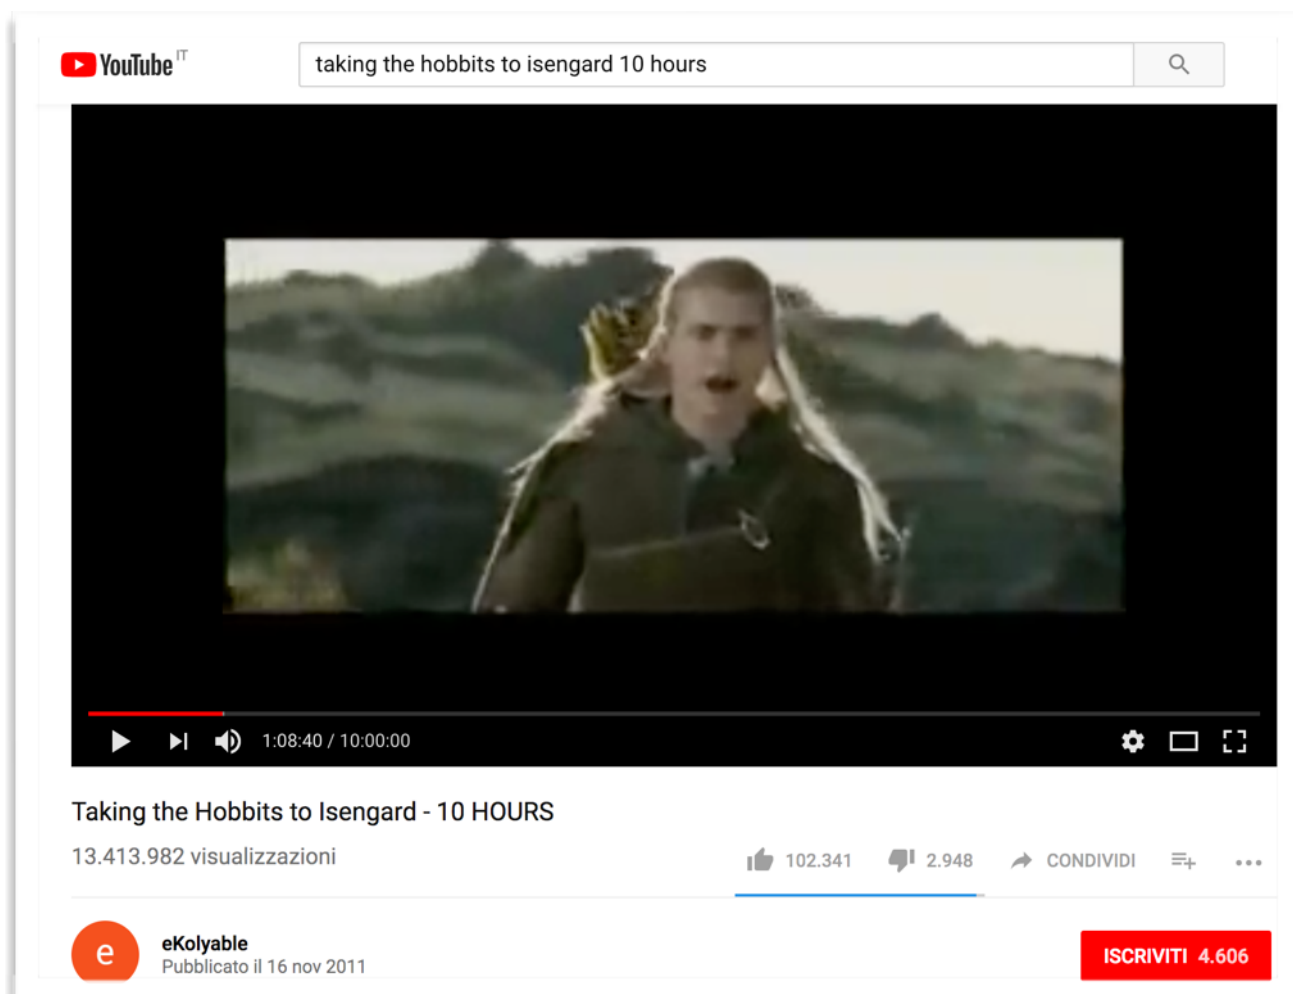 YouTube IT
taking the hobbits to isengard 10 hours
1:08:40 / 10:00:00
Taking the Hobbits to Isengard - 10 HOURS
13.413.982 visualizzazioni
102.341 2.948 CONDIVIDI
e
eKolyable
Pubblicato il 16 nov 2011
ISCRIVITI 4.606